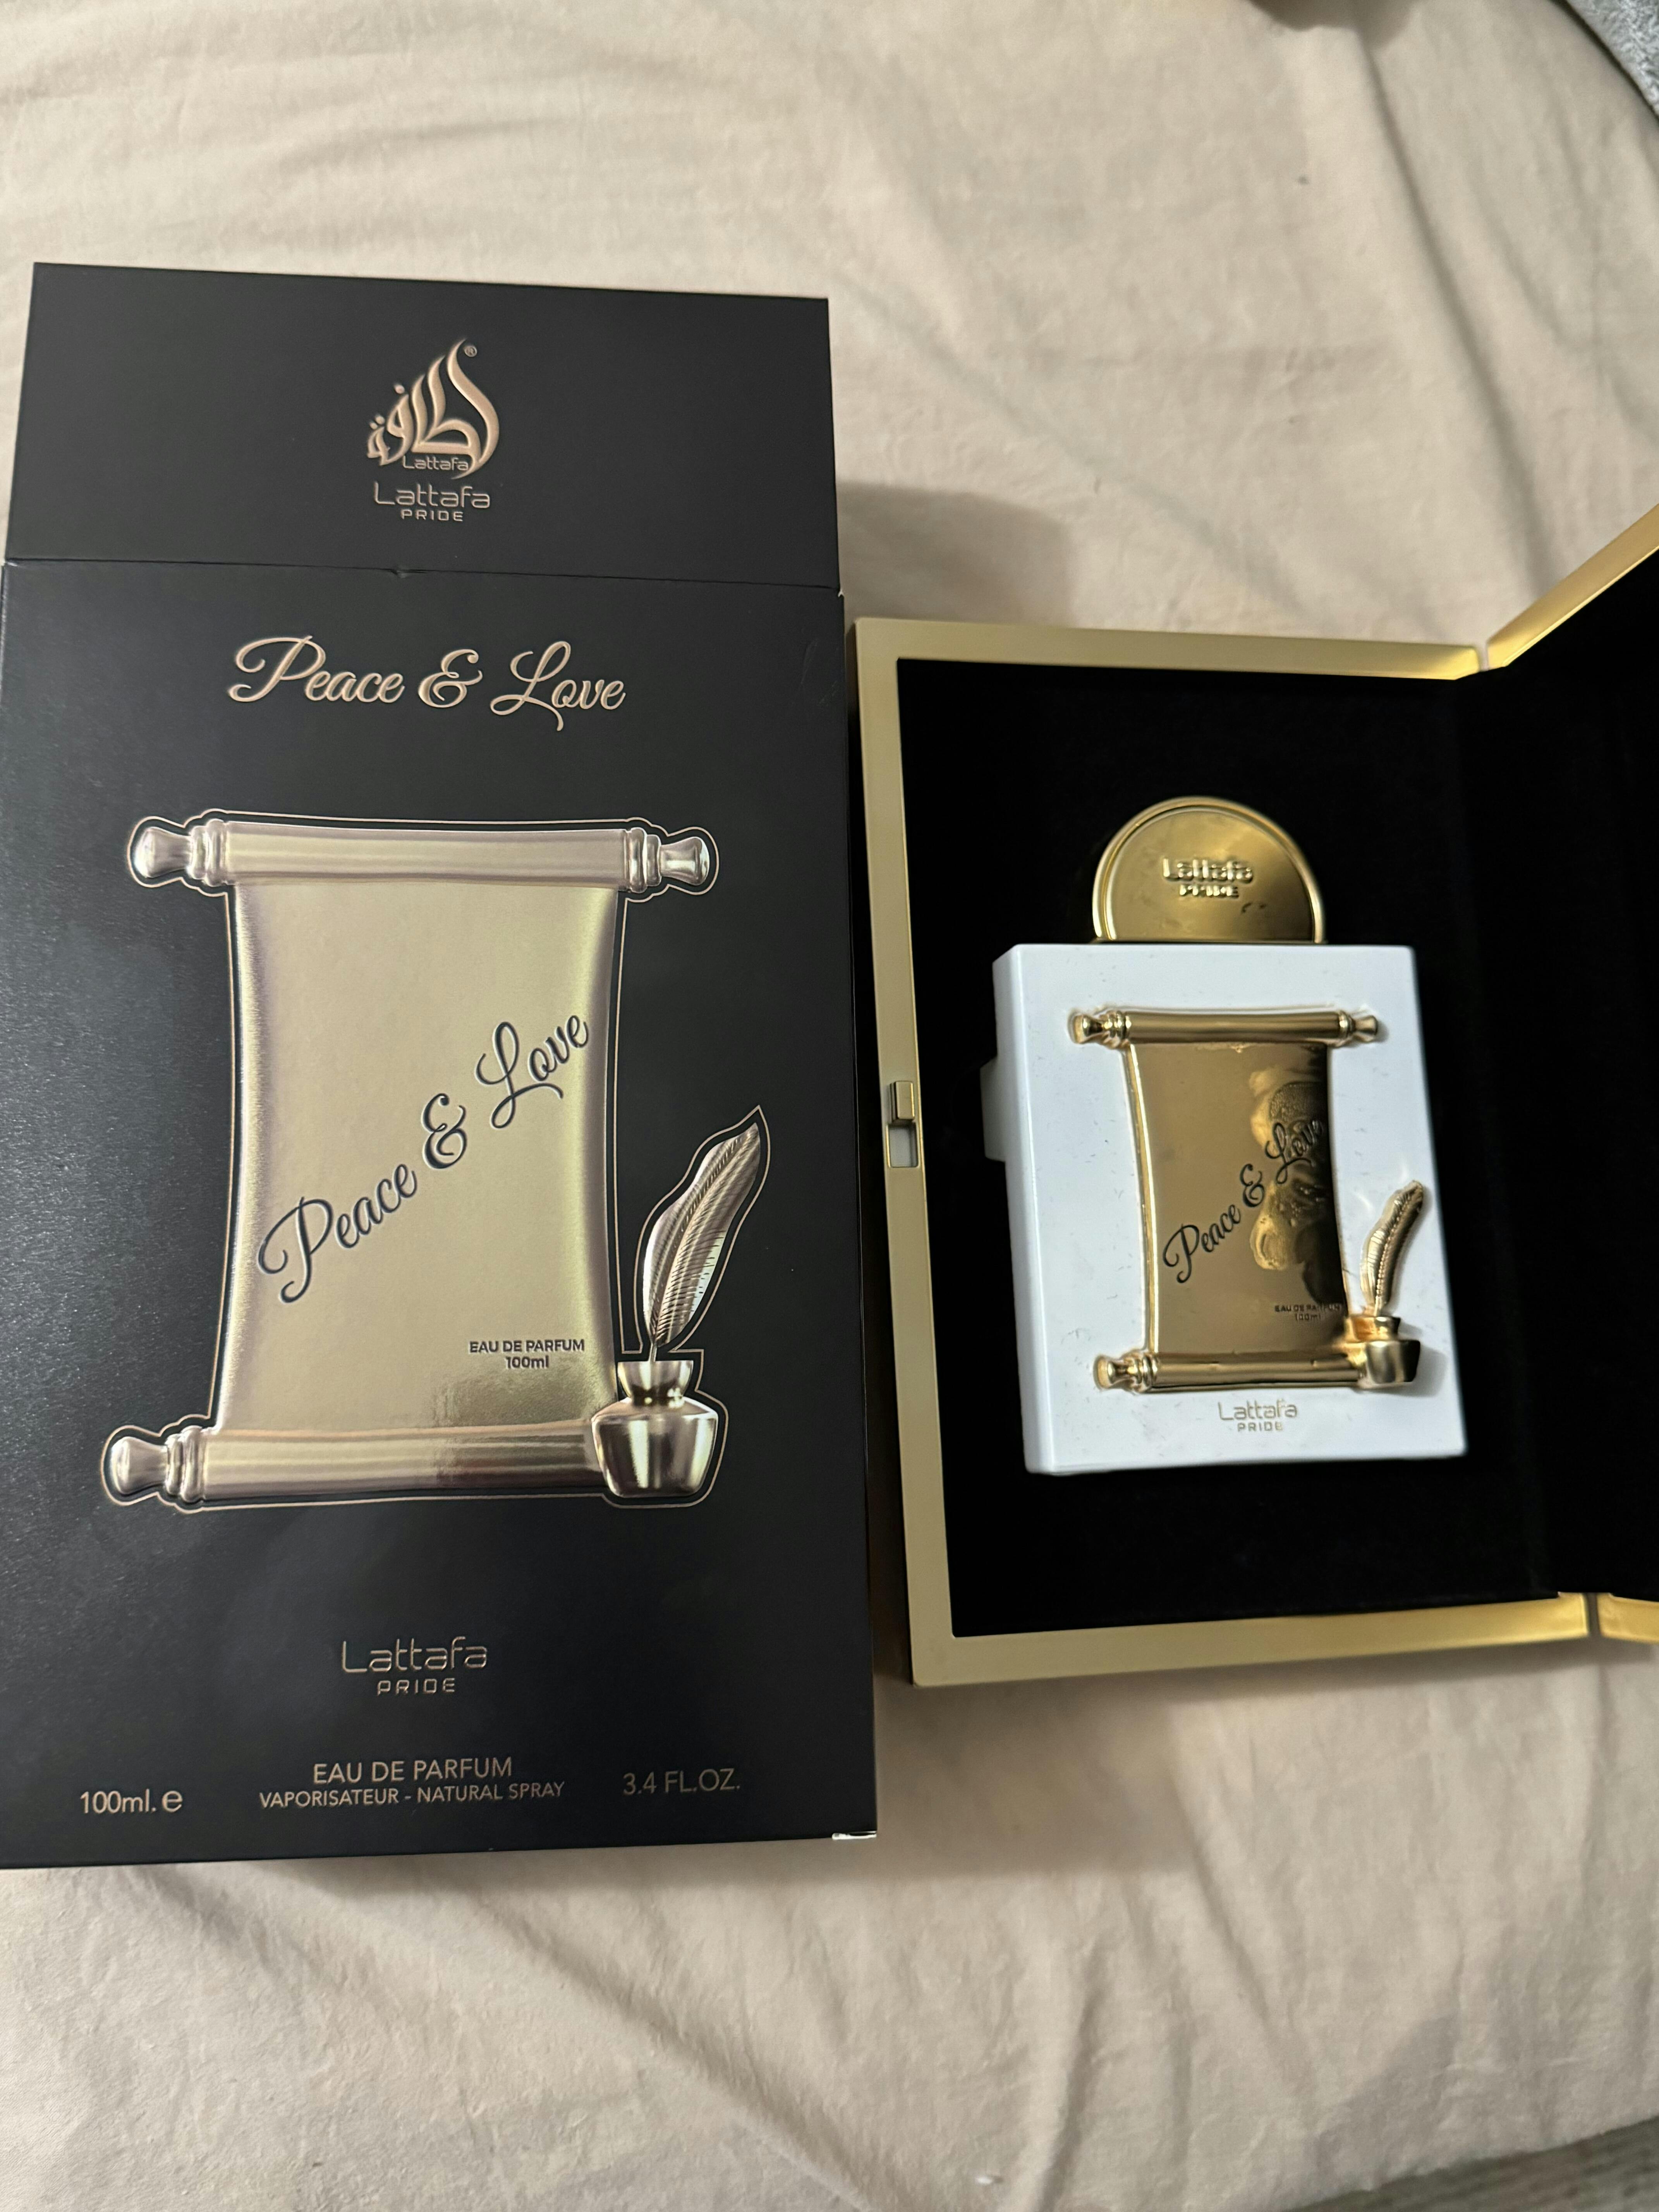 لطافة
®
Lattafa
Lattafa
PRIDE
Peace & Love
Peace & Love
EAU DE PARFUM
100ml
Lattafa
PRIDE
100ml. e
EAU DE PARFUM
VAPORISATEUR - NATURAL SPRAY
3.4 FL.OZ.
Lattafa
PRIDE
Peace & Love
EAU DE PARFUM
100ml
Lattafa
PRIDE